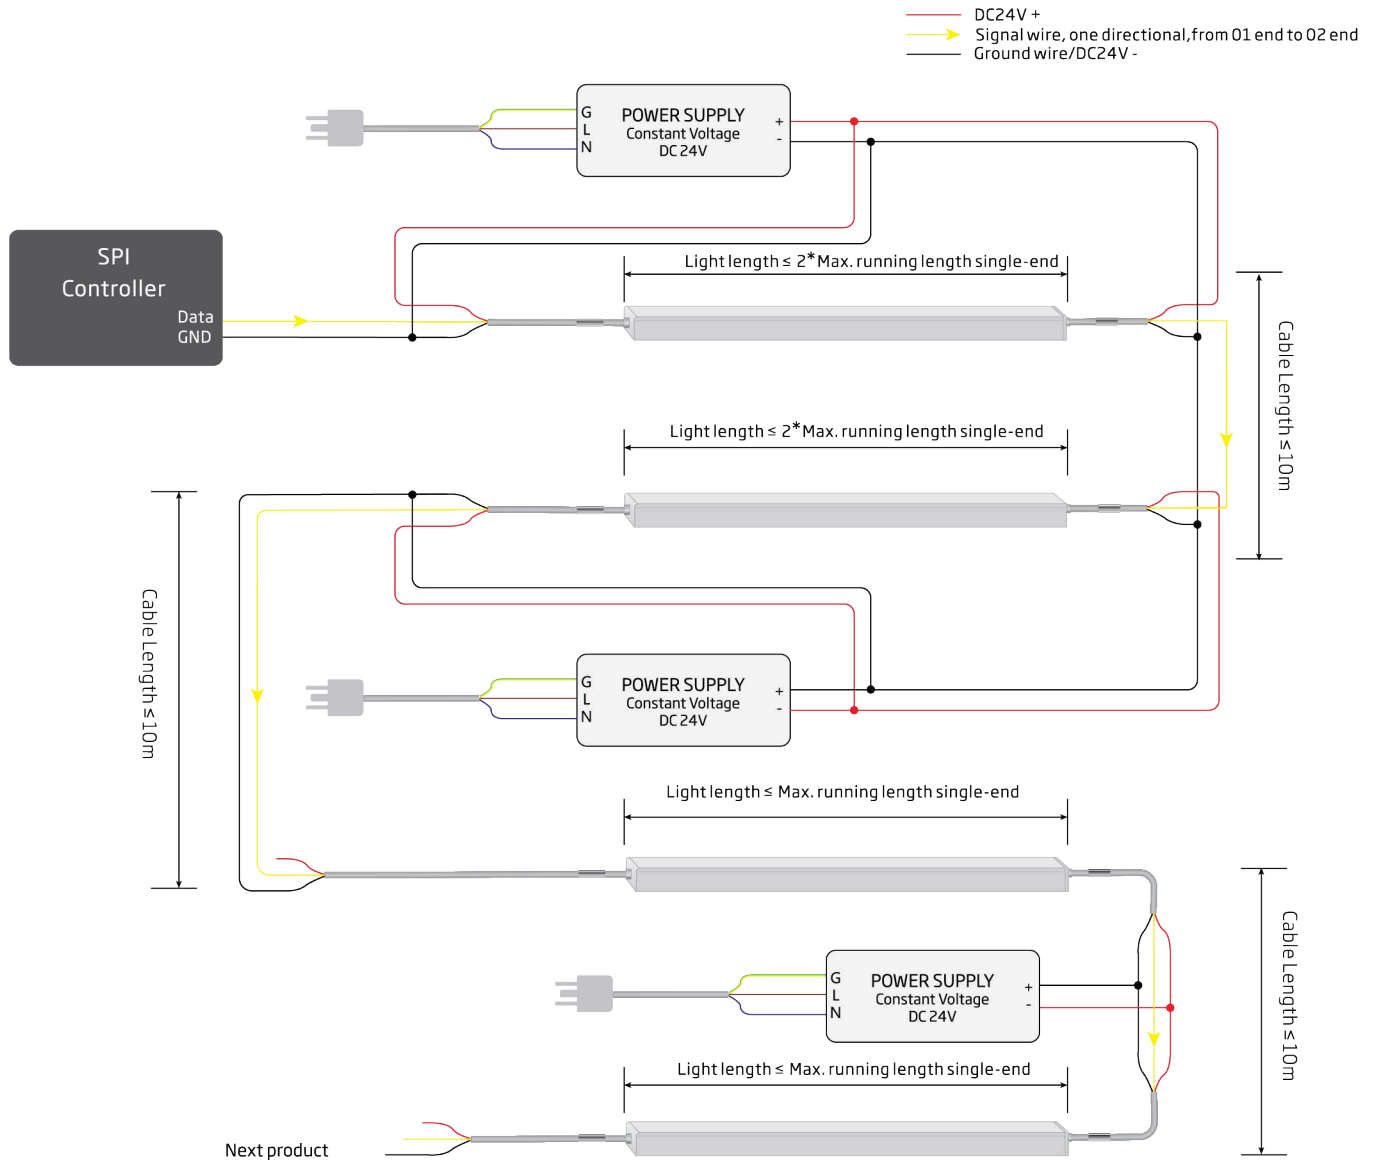 DC24V +
Signal wire, one directional,from 01 end to 02 end
Ground wire/DC24V -
G
L
N
POWER SUPPLY
Constant Voltage
DC 24V
+
-
SPI
Controller
Data
GND
Light length ≤ 2*Max. running length single-end
Cable Length ≤10m
Light length ≤ 2*Max. running length single-end
Cable Length ≤10m
G
L
N
POWER SUPPLY
Constant Voltage
DC 24V
+
-
Light length ≤ Max. running length single-end
Cable Length ≤10m
G
L
N
POWER SUPPLY
Constant Voltage
DC 24V
+
-
Light length ≤ Max. running length single-end
Next product